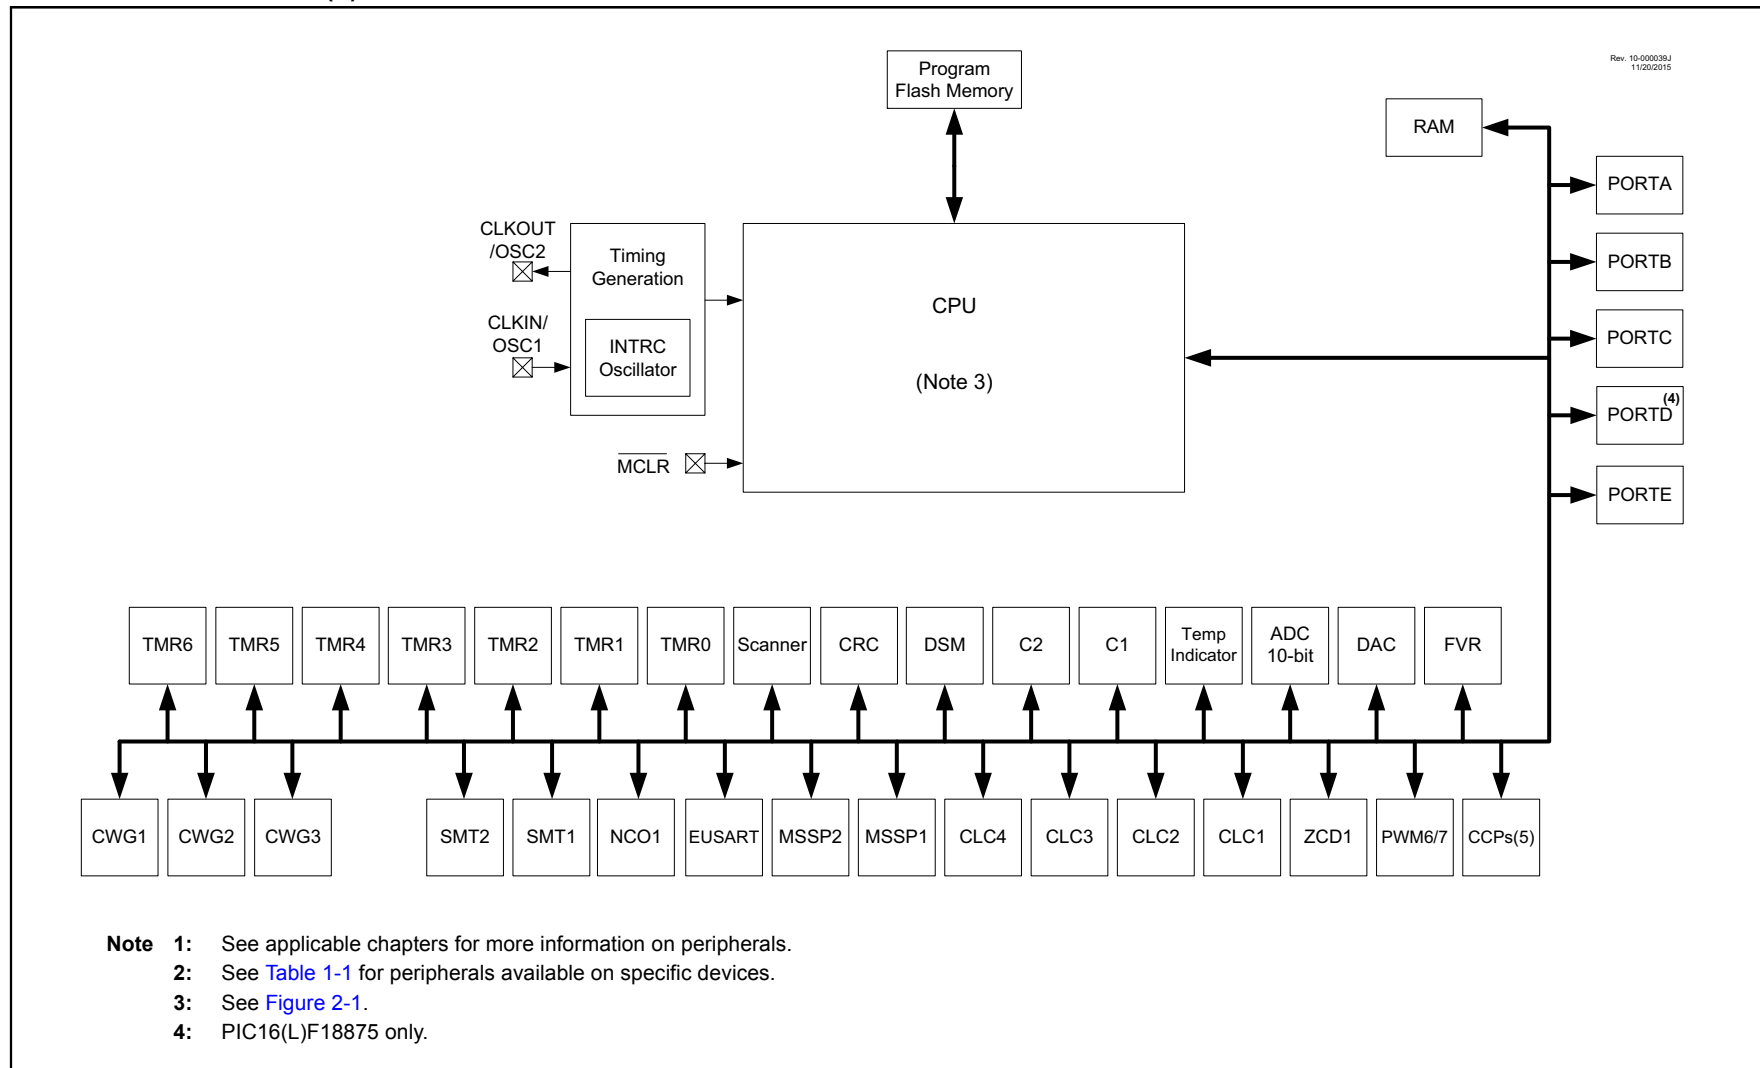 Rev. 10-000039J
11/20/2015
Program
Flash Memory
RAM
PORTA
PORTB
PORTC
PORTD(4)
PORTE
CLKOUT
/OSC2
Timing
Generation
CLKIN/
OSC1
INTRC
Oscillator
CPU
(Note 3)
MCLR
TMR6
TMR5
TMR4
TMR3
TMR2
TMR1
TMR0
Scanner
CRC
DSM
C2
C1
Temp
Indicator
ADC
10-bit
DAC
FVR
CWG1
CWG2
CWG3
SMT2
SMT1
NCO1
EUSART
MSSP2
MSSP1
CLC4
CLC3
CLC2
CLC1
ZCD1
PWM6/7
CCPs(5)
Note 1: See applicable chapters for more information on peripherals.
2: See Table 1-1 for peripherals available on specific devices.
3: See Figure 2-1.
4: PIC16(L)F18875 only.